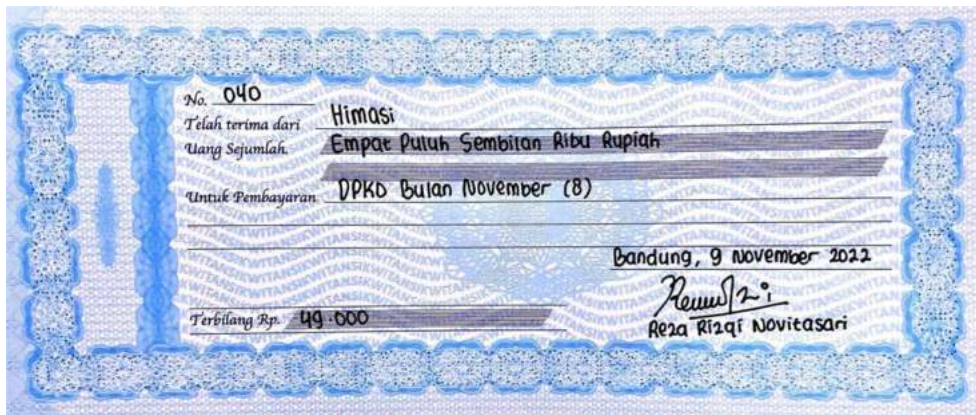 No. 040
Telah terima dari Himasi
Uang Sejumlah. Empat Puluh Sembilan Ribu Rupiah
Untuk Pembayaran DPKD Bulan November (8)
Bandung, 9 November 2022
Terbilang Rp. 49.000
Reza Rizqi Novitasari